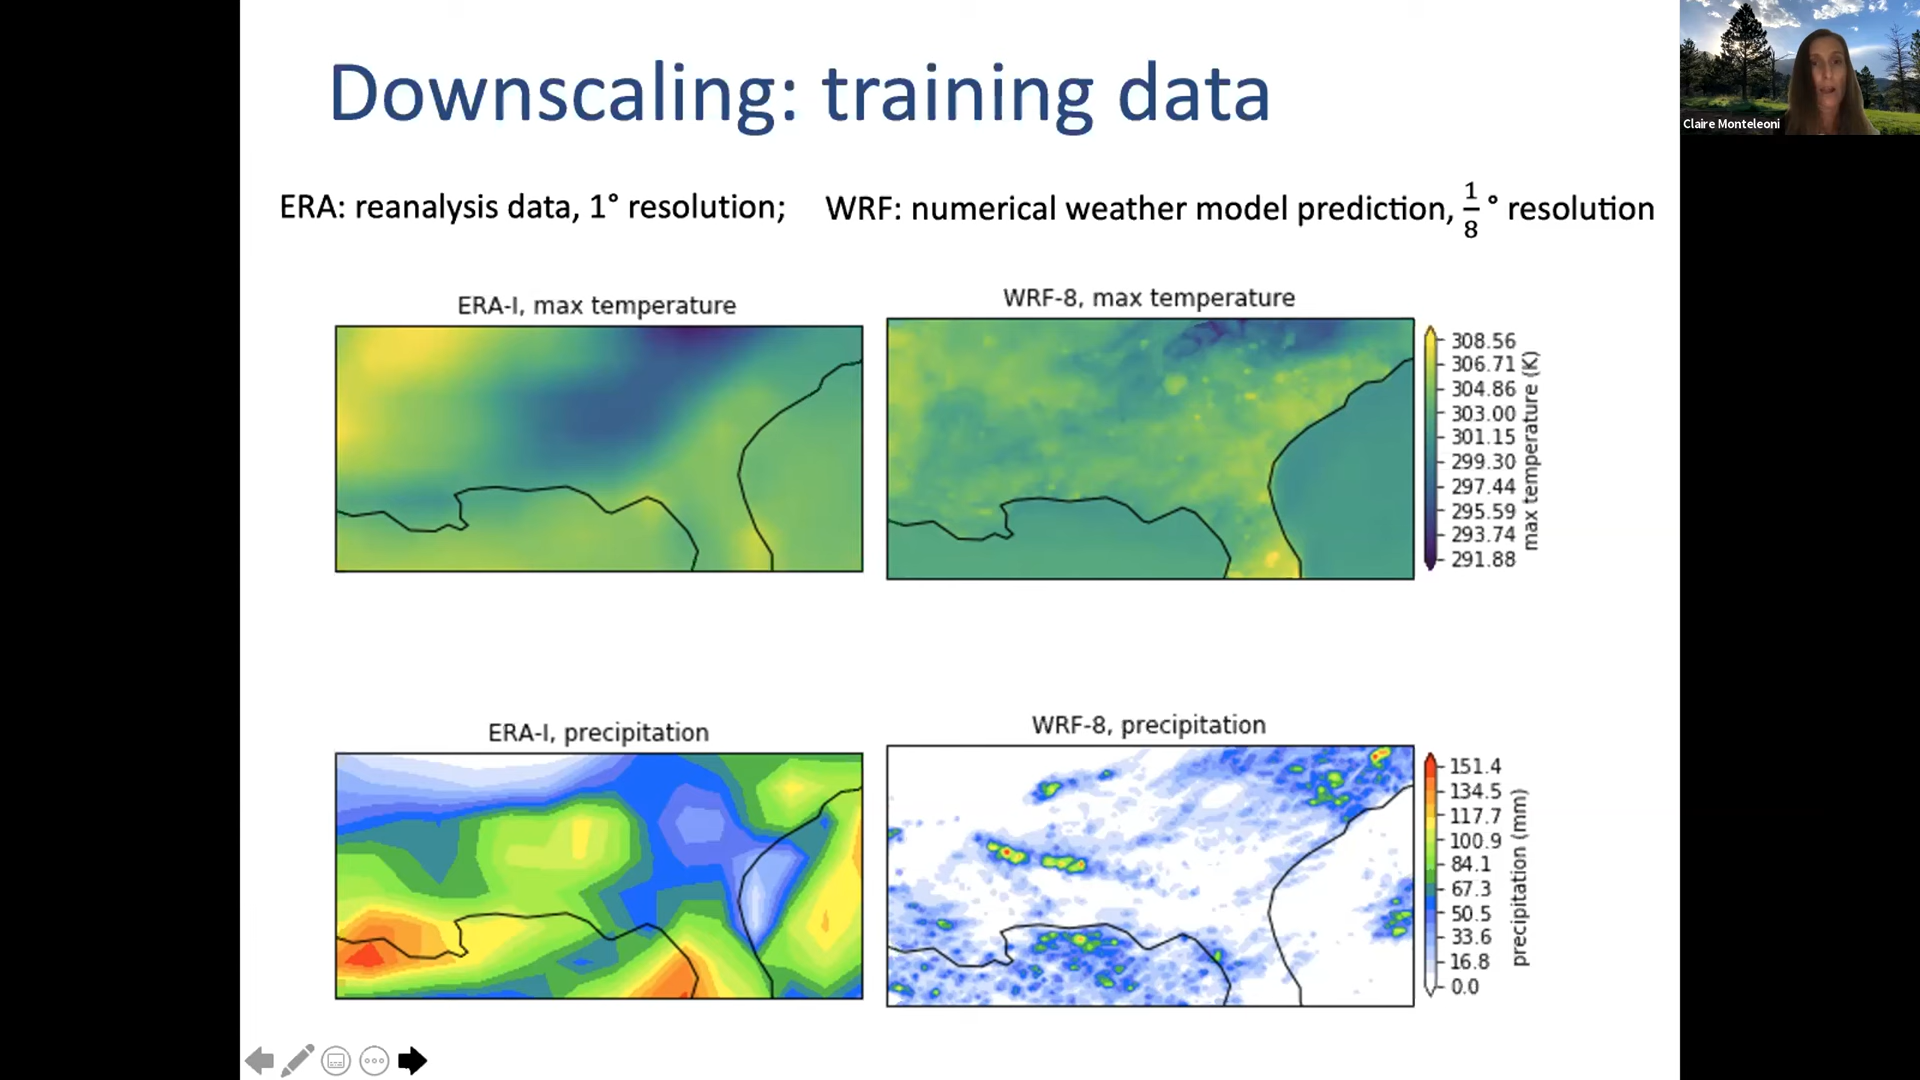 Downscaling: training data
Claire Monteleoni
ERA: reanalysis data, 1° resolution; WRF: numerical weather model prediction, 1/8 ° resolution
ERA-I, max temperature
WRF-8, max temperature
308.56
306.71
304.86
303.00
301.15
299.30
297.44
295.59
293.74
291.88
max temperature (K)
ERA-I, precipitation
WRF-8, precipitation
151.4
134.5
117.7
100.9
84.1
67.3
50.5
33.6
16.8
0.0
precipitation (mm)